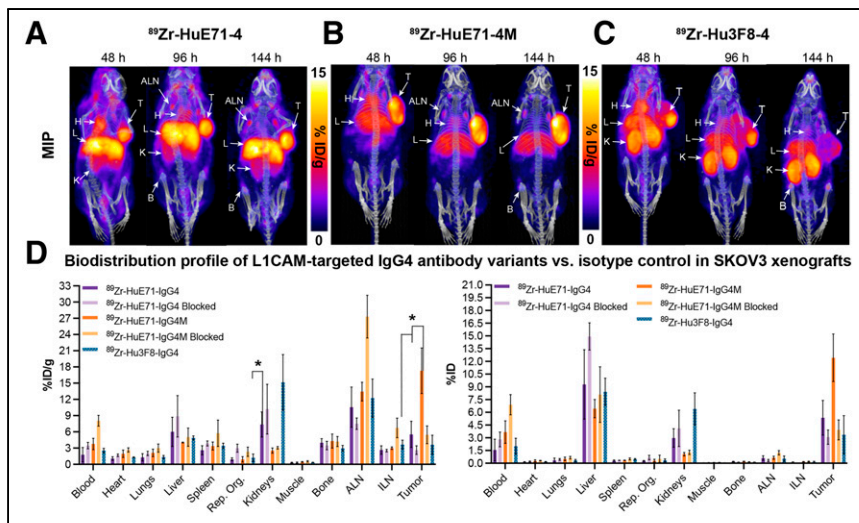 A ⁸⁹Zr-HuE71-4
B ⁸⁹Zr-HuE71-4M
C ⁸⁹Zr-Hu3F8-4
48 h 96 h 144 h
48 h 96 h 144 h
48 h 96 h 144 h
MIP
ALN
T
T
T
H
L
K
H
L
K
L
K
B
15
% ID/g
0
ALN
ALN
T
T
T
H
L
H
L
L
B
15
% ID/g
0
T
T
T
H
L
K
H
L
K
L
K
B
D Biodistribution profile of L1CAM-targeted IgG4 antibody variants vs. isotype control in SKOV3 xenografts
⁸⁹Zr-HuE71-IgG4
⁸⁹Zr-HuE71-IgG4 Blocked
⁸⁹Zr-HuE71-IgG4M
⁸⁹Zr-HuE71-IgG4M Blocked
⁸⁹Zr-Hu3F8-IgG4
*
*
%ID/g
33
30
27
24
21
18
15
12
9
6
3
0
Blood
Heart
Lungs
Liver
Spleen
Rep. Org.
Kidneys
Muscle
Bone
ALN
ILN
Tumor
⁸⁹Zr-HuE71-IgG4
⁸⁹Zr-HuE71-IgG4 Blocked
⁸⁹Zr-HuE71-IgG4M
⁸⁹Zr-HuE71-IgG4M Blocked
⁸⁹Zr-Hu3F8-IgG4
%ID
21.0
19.5
18.0
16.5
15.0
13.5
12.0
10.5
9.0
7.5
6.0
4.5
3.0
1.5
0.0
Blood
Heart
Lungs
Liver
Spleen
Rep. Org.
Kidneys
Muscle
Bone
ALN
ILN
Tumor